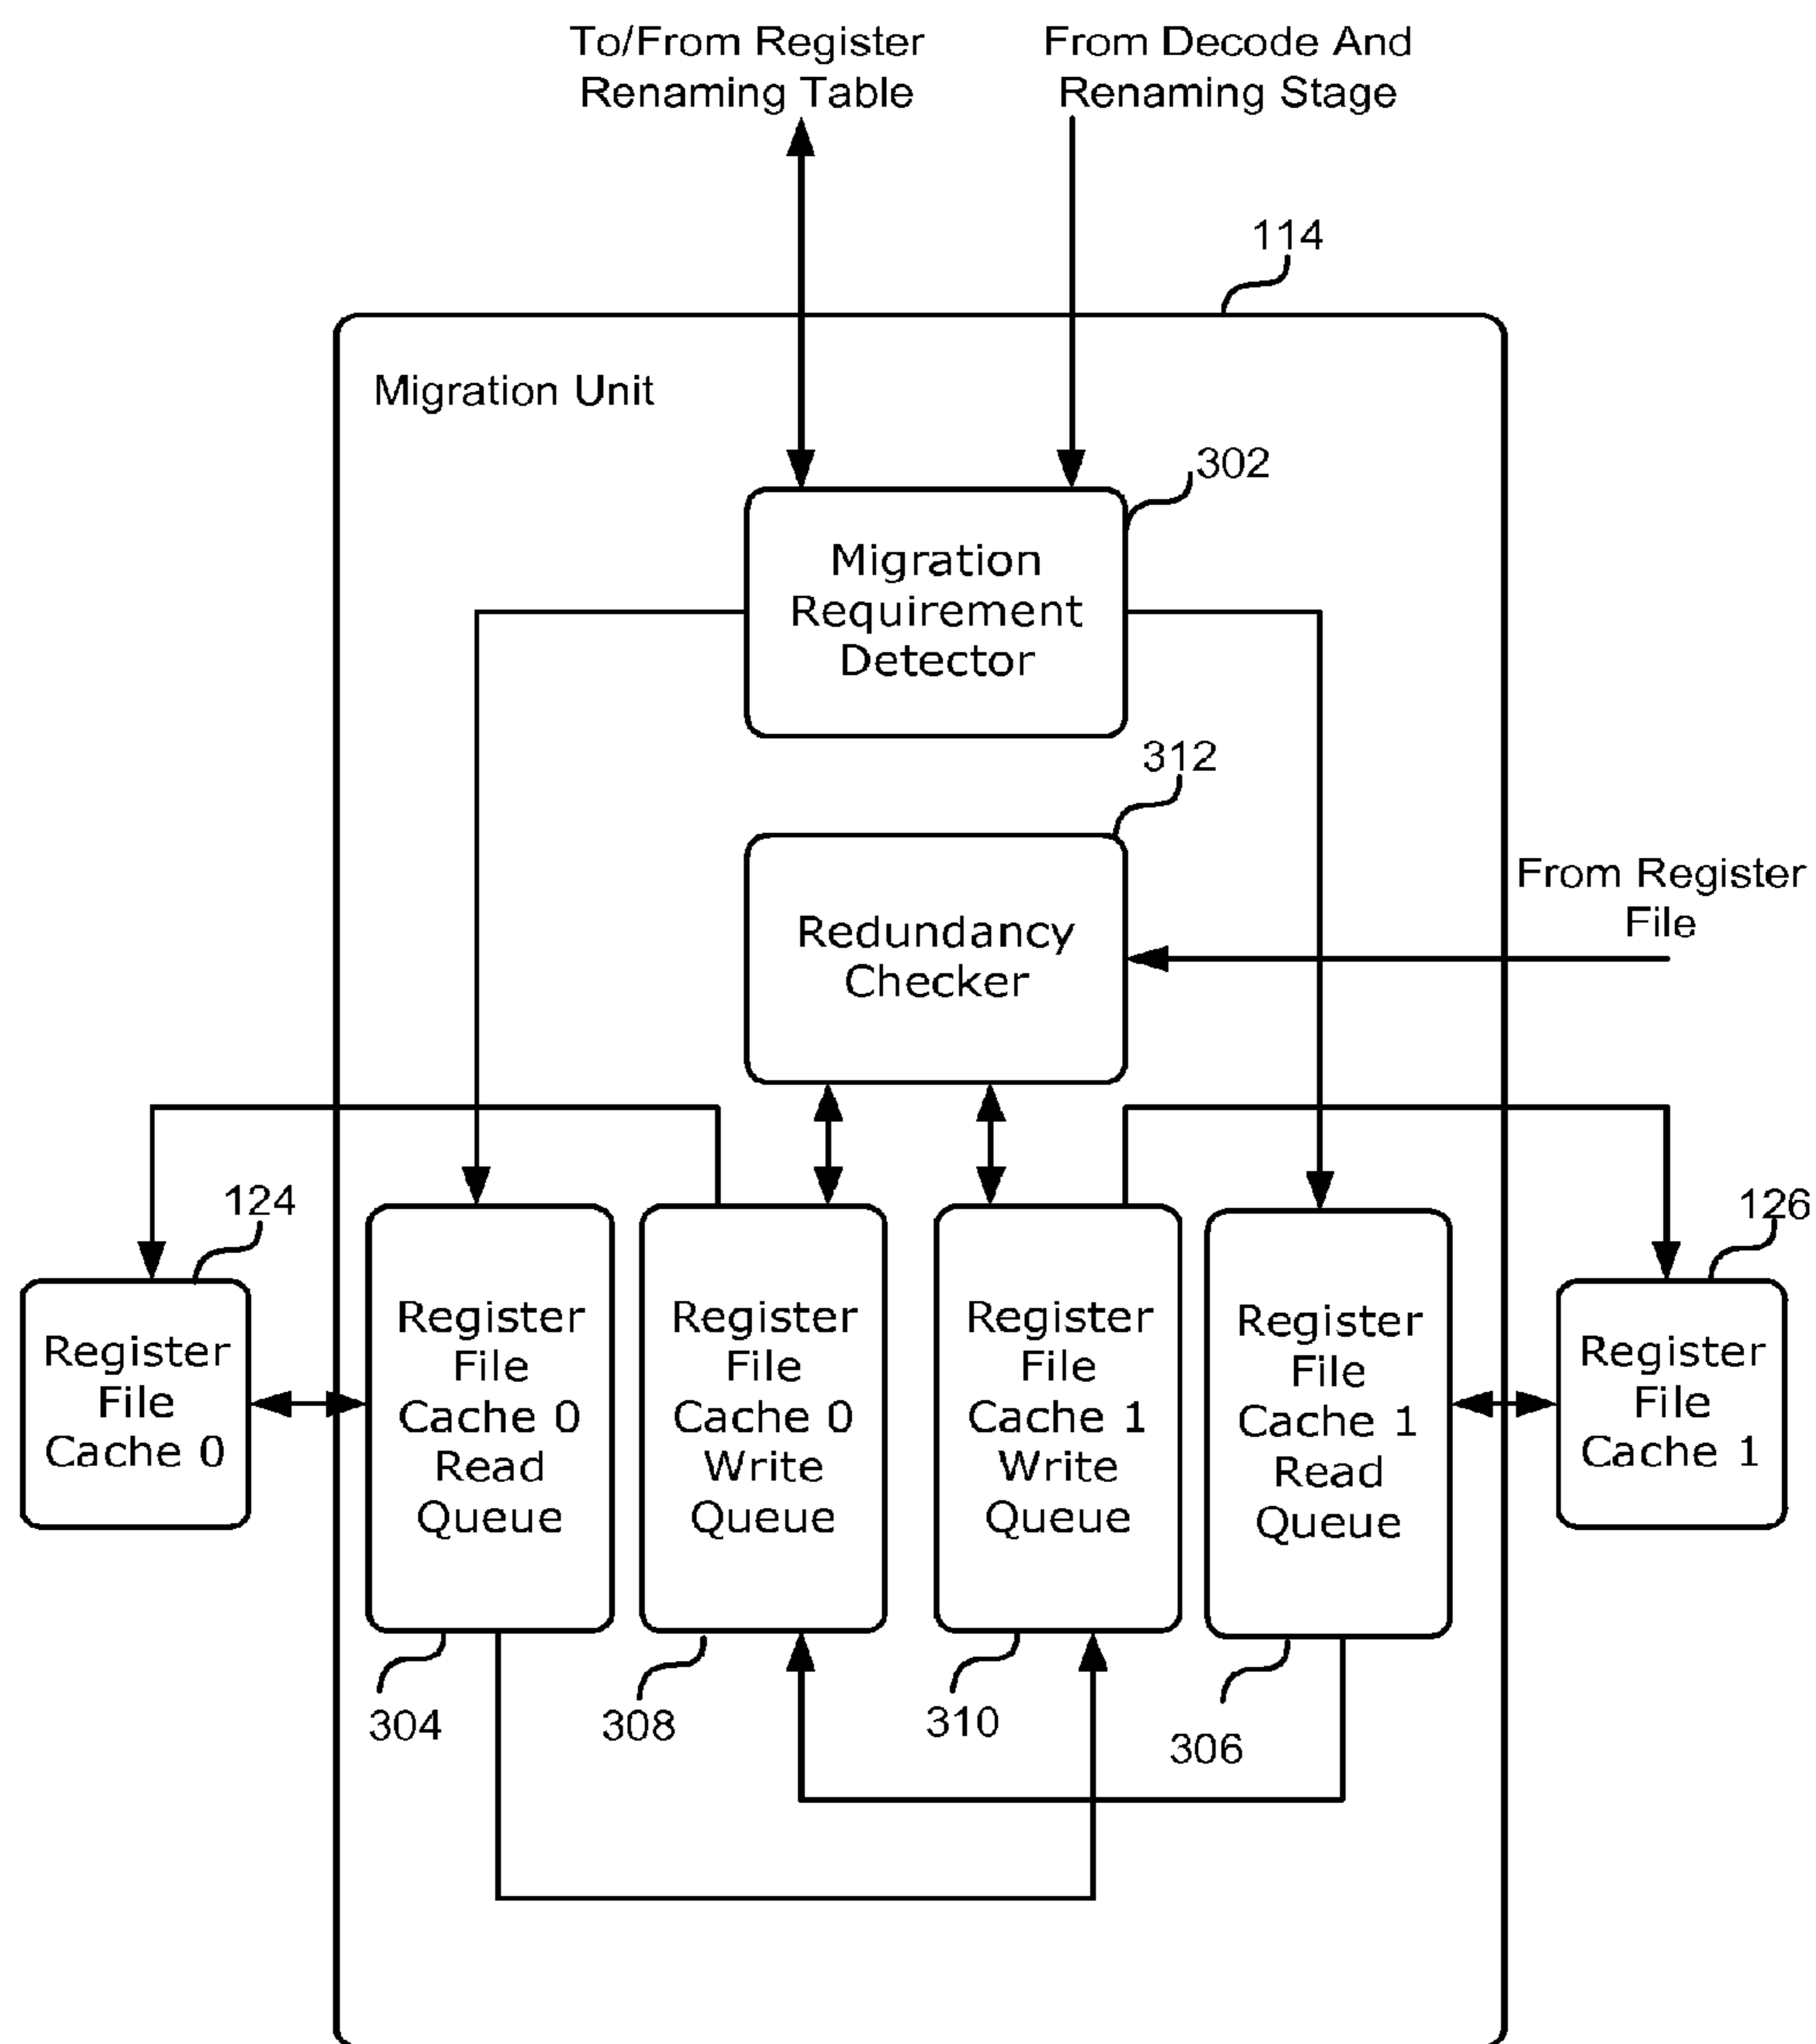 To/From Register
Renaming Table
From Decode And
Renaming Stage
114
Migration Unit
302
Migration
Requirement
Detector
312
Redundancy
Checker
From Register
File
124
126
Register
File
Cache 0
Register
File
Cache 0
Read
Queue
Register
File
Cache 0
Write
Queue
Register
File
Cache 1
Write
Queue
Register
File
Cache 1
Read
Queue
Register
File
Cache 1
304
308
310
306